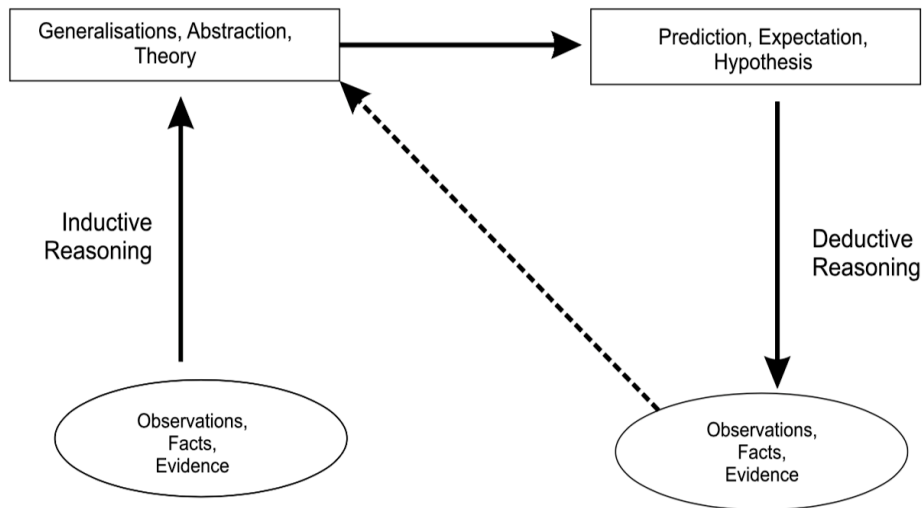 Generalisations, Abstraction,
Theory
Prediction, Expectation,
Hypothesis
Inductive
Reasoning
Deductive
Reasoning
Observations,
Facts,
Evidence
Observations,
Facts,
Evidence